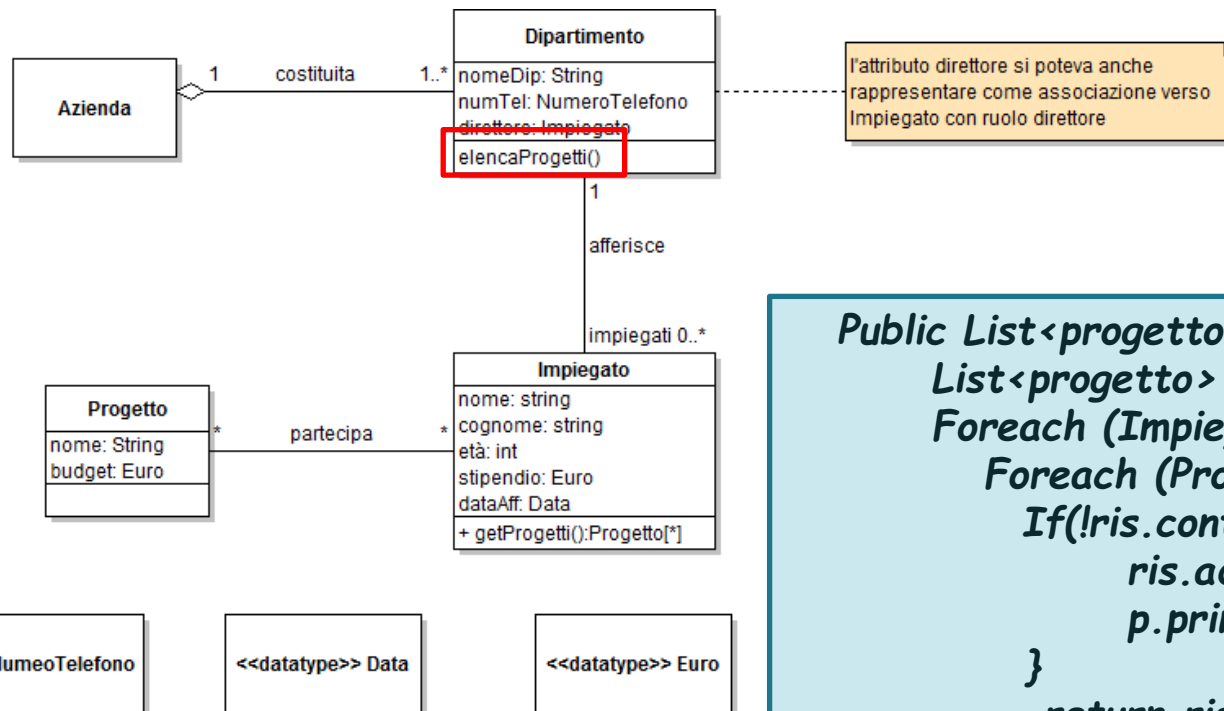 Azienda
1 costituita 1..*
Dipartimento
nomeDip: String
numTel: NumeroTelefono
direttore: Impiegato
elencaProgetti()
l'attributo direttore si poteva anche
rappresentare come associazione verso
Impiegato con ruolo direttore
1
afferisce
impiegati 0..*
Progetto
nome: String
budget: Euro
* partecipa *
Impiegato
nome: string
cognome: string
età: int
stipendio: Euro
dataAff: Data
+ getProgetti():Progetto[*]
Public List<progetto
List<progetto>
Foreach (Impie
Foreach (Pro
If(!ris.con
ris.a
p.pri
}
return ris
umeoTelefono
<<datatype>> Data
<<datatype>> Euro